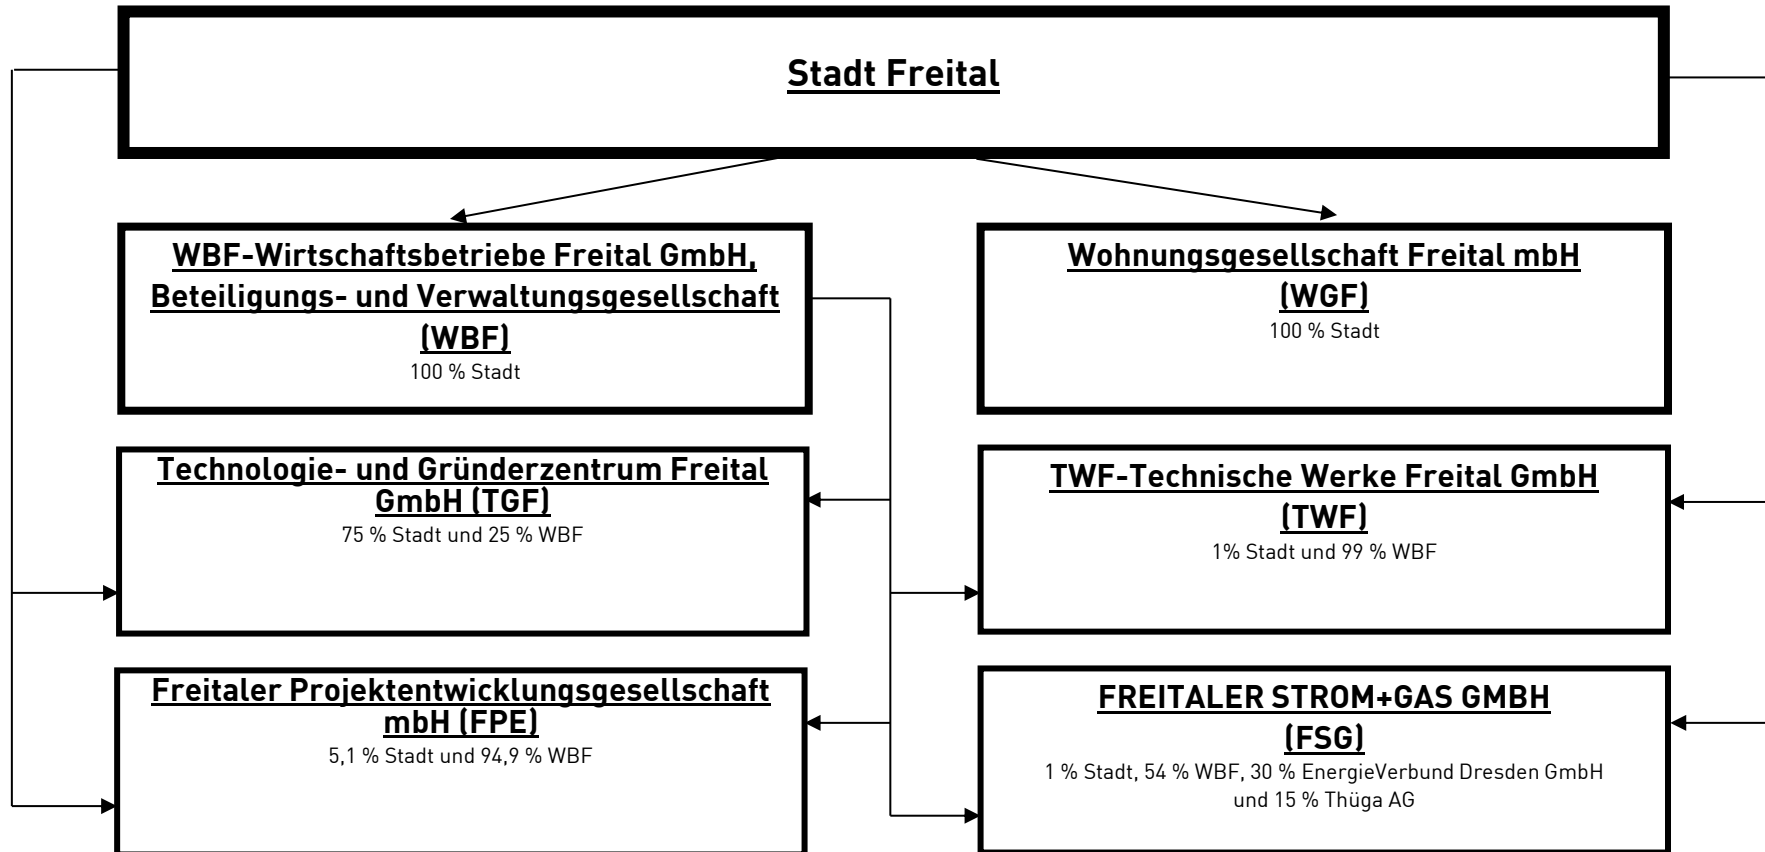 Stadt Freital
WBF-Wirtschaftsbetriebe Freital GmbH,
Beteiligungs- und Verwaltungsgesellschaft
(WBF)
100 % Stadt
Wohnungsgesellschaft Freital mbH
(WGF)
100 % Stadt
Technologie- und Gründerzentrum Freital
GmbH (TGF)
75 % Stadt und 25 % WBF
TWF-Technische Werke Freital GmbH
(TWF)
1% Stadt und 99 % WBF
Freitaler Projektentwicklungsgesellschaft
mbH (FPE)
5,1 % Stadt und 94,9 % WBF
FREITALER STROM+GAS GMBH
(FSG)
1 % Stadt, 54 % WBF, 30 % EnergieVerbund Dresden GmbH
und 15 % Thüga AG